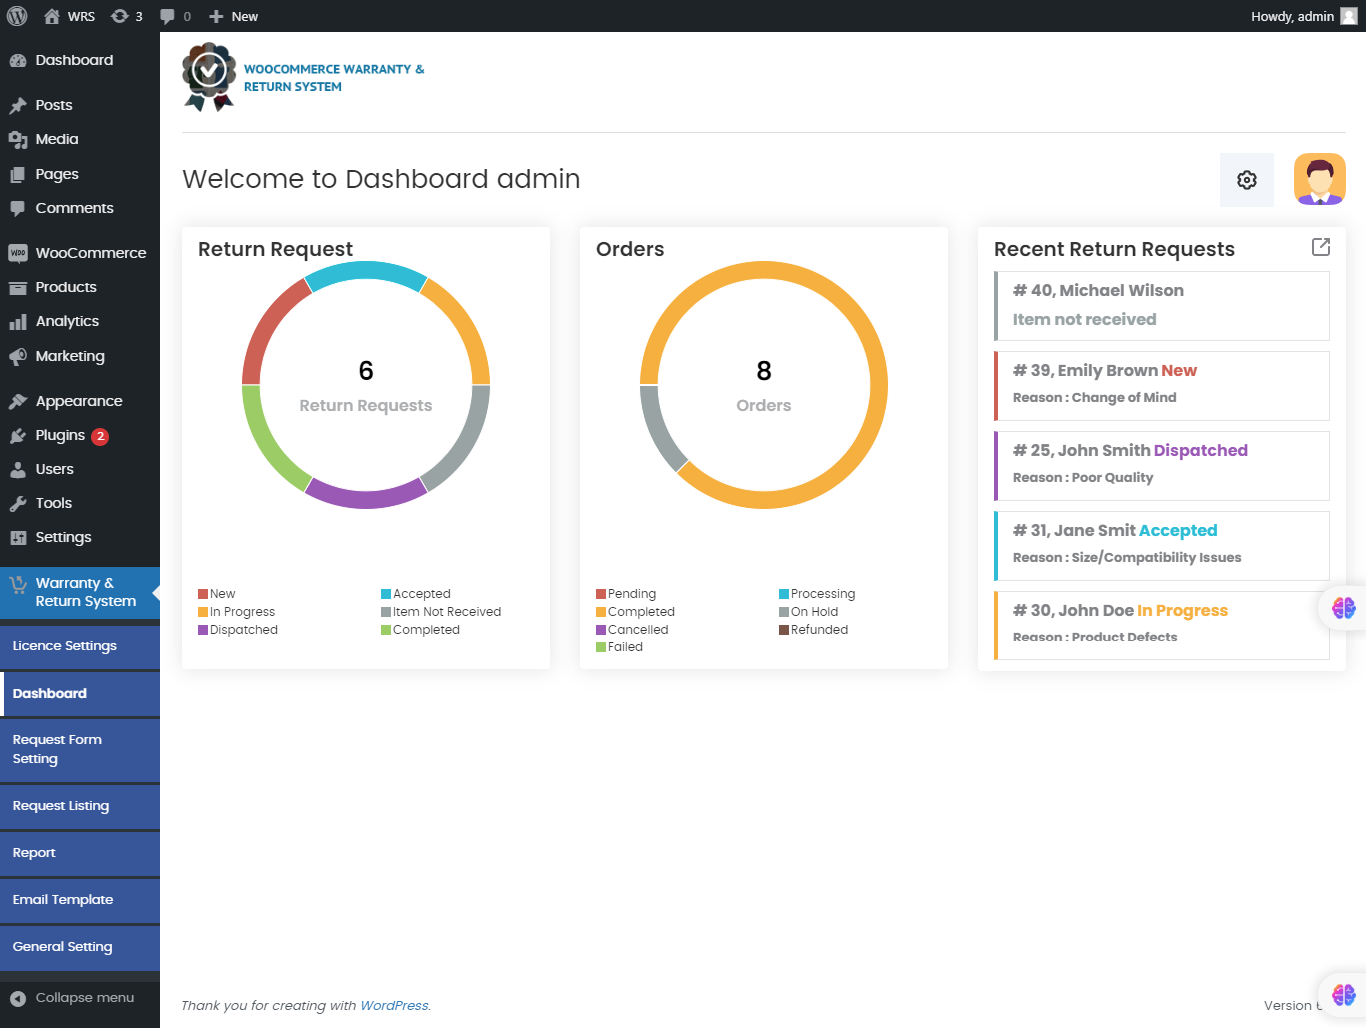 WRS
3
0
New
Howdy, admin
Dashboard
Posts
Media
Pages
Comments
WooCommerce
Products
Analytics
Marketing
Appearance
Plugins 2
Users
Tools
Settings
Warranty &
Return System
Licence Settings
Dashboard
Request Form
Setting
Request Listing
Report
Email Template
General Setting
Collapse menu
WOOCOMMERCE WARRANTY &
RETURN SYSTEM
Welcome to Dashboard admin
Return Request
6
Return Requests
New
Accepted
In Progress
Item Not Received
Dispatched
Completed
Orders
8
Orders
Pending
Processing
Completed
On Hold
Cancelled
Refunded
Failed
Recent Return Requests
# 40, Michael Wilson
Item not received
# 39, Emily Brown New
Reason : Change of Mind
# 25, John Smith Dispatched
Reason : Poor Quality
# 31, Jane Smit Accepted
Reason : Size/Compatibility Issues
# 30, John Doe In Progress
Reason : Product Defects
Thank you for creating with WordPress.
Version